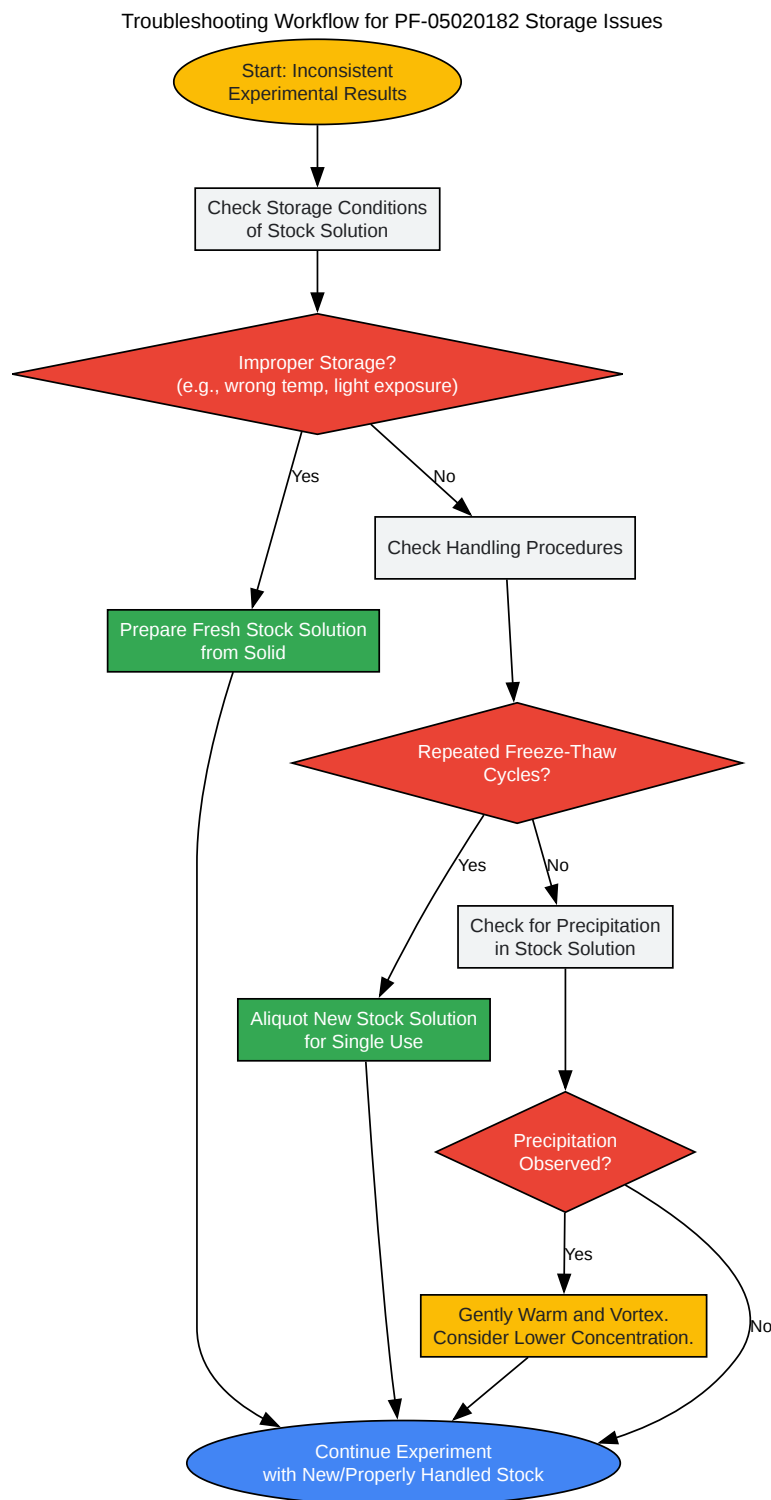 Troubleshooting Workflow for PF-05020182 Storage Issues
Start: Inconsistent
Experimental Results
Check Storage Conditions
of Stock Solution
Improper Storage?
(e.g., wrong temp, light exposure)
Yes
No
Check Handling Procedures
Prepare Fresh Stock Solution
from Solid
Repeated Freeze-Thaw
Cycles?
Yes
No
Check for Precipitation
in Stock Solution
Aliquot New Stock Solution
for Single Use
Precipitation
Observed?
Yes
No
Gently Warm and Vortex.
Consider Lower Concentration.
Continue Experiment
with New/Properly Handled Stock